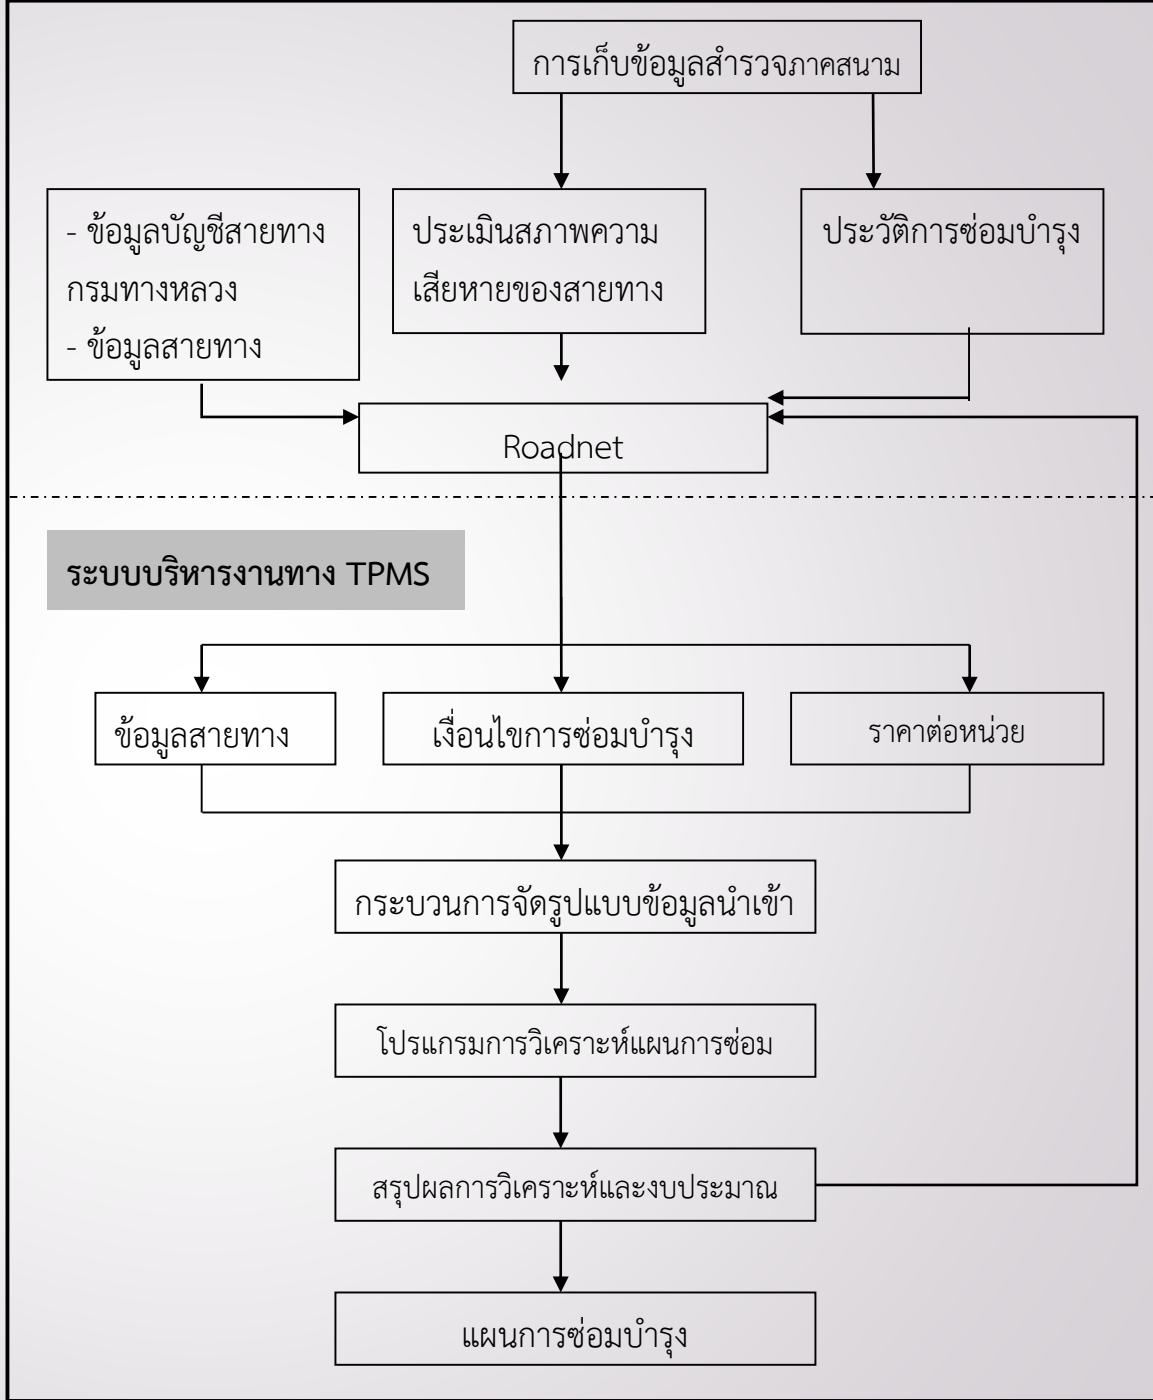 การเก็บข้อมูลสำรวจภาคสนาม
- ข้อมูลบัญชีสายทาง
กรมทางหลวง
- ข้อมูลสายทาง
ประเมินสภาพความ
เสียหายของสายทาง
ประวัติการซ่อมบำรุง
Roadnet
ระบบบริหารงานทาง TPMS
ข้อมูลสายทาง
เงื่อนไขการซ่อมบำรุง
ราคาต่อหน่วย
กระบวนการจัดรูปแบบข้อมูลนำเข้า
โปรแกรมการวิเคราะห์แผนการซ่อม
สรุปผลการวิเคราะห์และงบประมาณ
แผนการซ่อมบำรุง